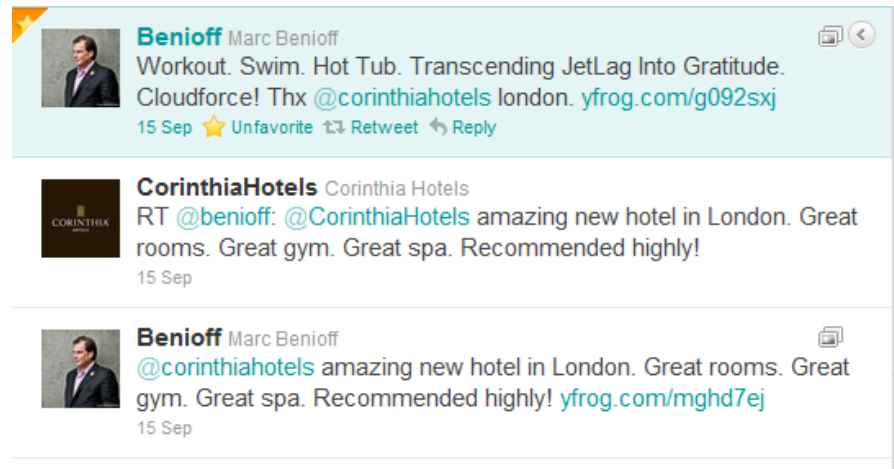 Benioff Marc Benioff
Workout. Swim. Hot Tub. Transcending JetLag Into Gratitude.
Cloudforce! Thx @corinthiahotels london. yfrog.com/g092sxj
15 Sep Unfavorite Retweet Reply
CORINTHIA
HOTELS
CorinthiaHotels Corinthia Hotels
RT @benioff: @CorinthiaHotels amazing new hotel in London. Great
rooms. Great gym. Great spa. Recommended highly!
15 Sep
Benioff Marc Benioff
@corinthiahotels amazing new hotel in London. Great rooms. Great
gym. Great spa. Recommended highly! yfrog.com/mghd7ej
15 Sep